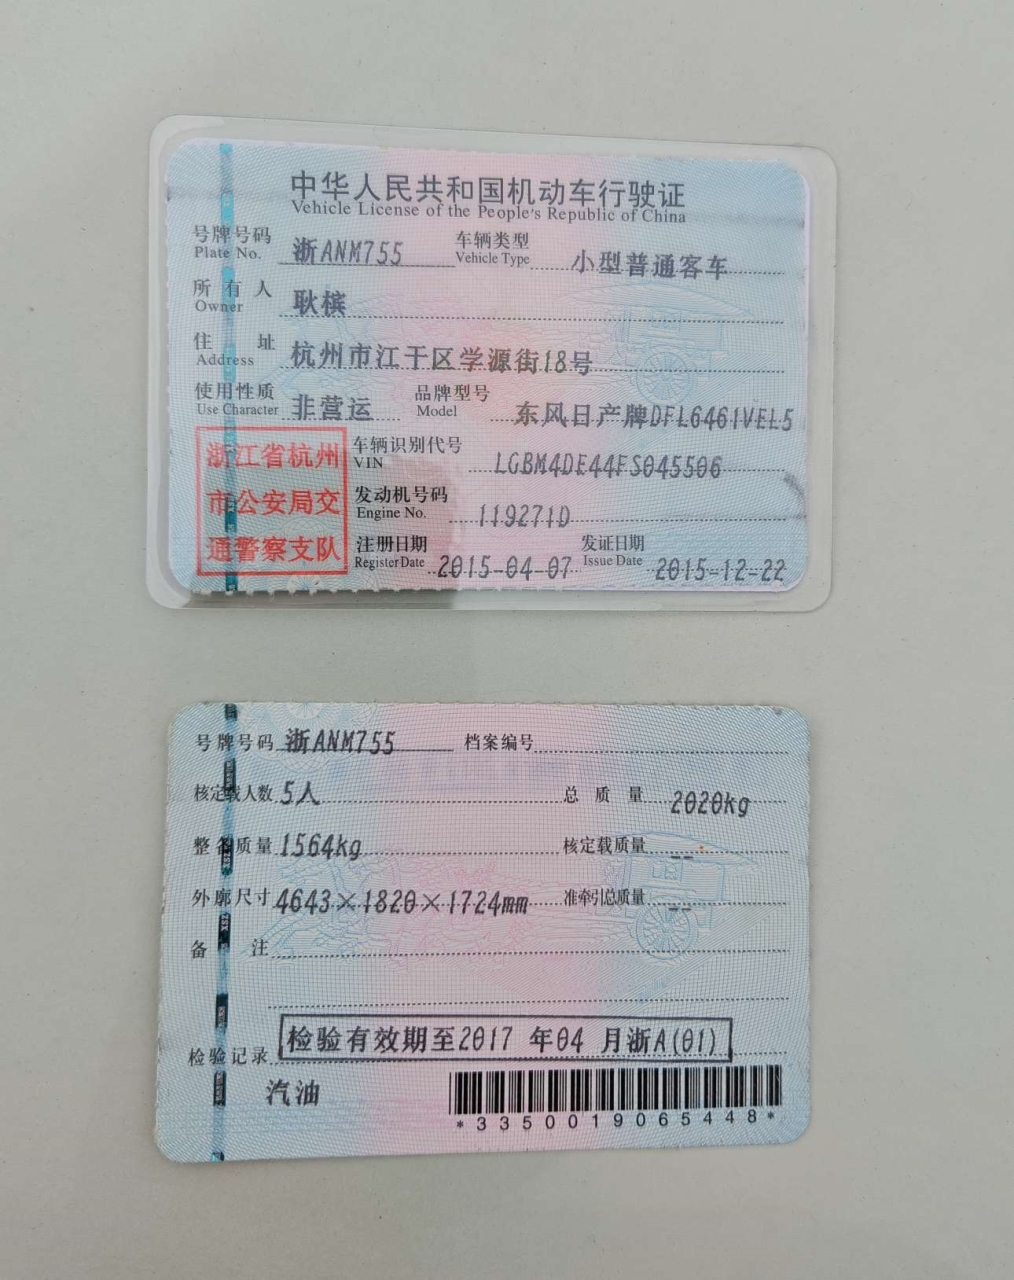 中华人民共和国机动车行驶证
Vehicle License of the People's Republic of China
号牌号码 浙ANM755 车辆类型 小型普通客车
Plate No. Vehicle Type
所有人 耿槟
Owner
住址 杭州市江干区学源街18号
Address
使用性质 非营运 品牌型号 东风日产牌DFL6461VEL5
Use Character Model
浙江省杭州
市公安局交
通警察支队
车辆识别代号 LGBM4DE44FS045506
VIN
发动机号码 119271D
Engine No.
注册日期 2015-04-07 发证日期 2015-12-22
Register Date Issue Date
号牌号码 浙ANM755 档案编号
核定载人数 5人 总质量 2020kg
整备质量 1564kg 核定载质量 --
外廓尺寸 4643×1820×1724mm 准牵引总质量 --
备注
检验记录 检验有效期至2017 年04 月浙A(01)
汽油
*3350019065448*